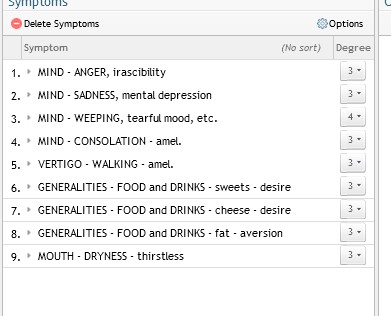 Symptoms
Delete Symptoms Options
Symptom (No sort) Degree
1. MIND - ANGER, irascibility 3
2. MIND - SADNESS, mental depression 3
3. MIND - WEEPING, tearful mood, etc. 4
4. MIND - CONSOLATION - amel. 3
5. VERTIGO - WALKING - amel. 3
6. GENERALITIES - FOOD and DRINKS - sweets - desire 3
7. GENERALITIES - FOOD and DRINKS - cheese - desire 3
8. GENERALITIES - FOOD and DRINKS - fat - aversion 3
9. MOUTH - DRYNESS - thirstless 3